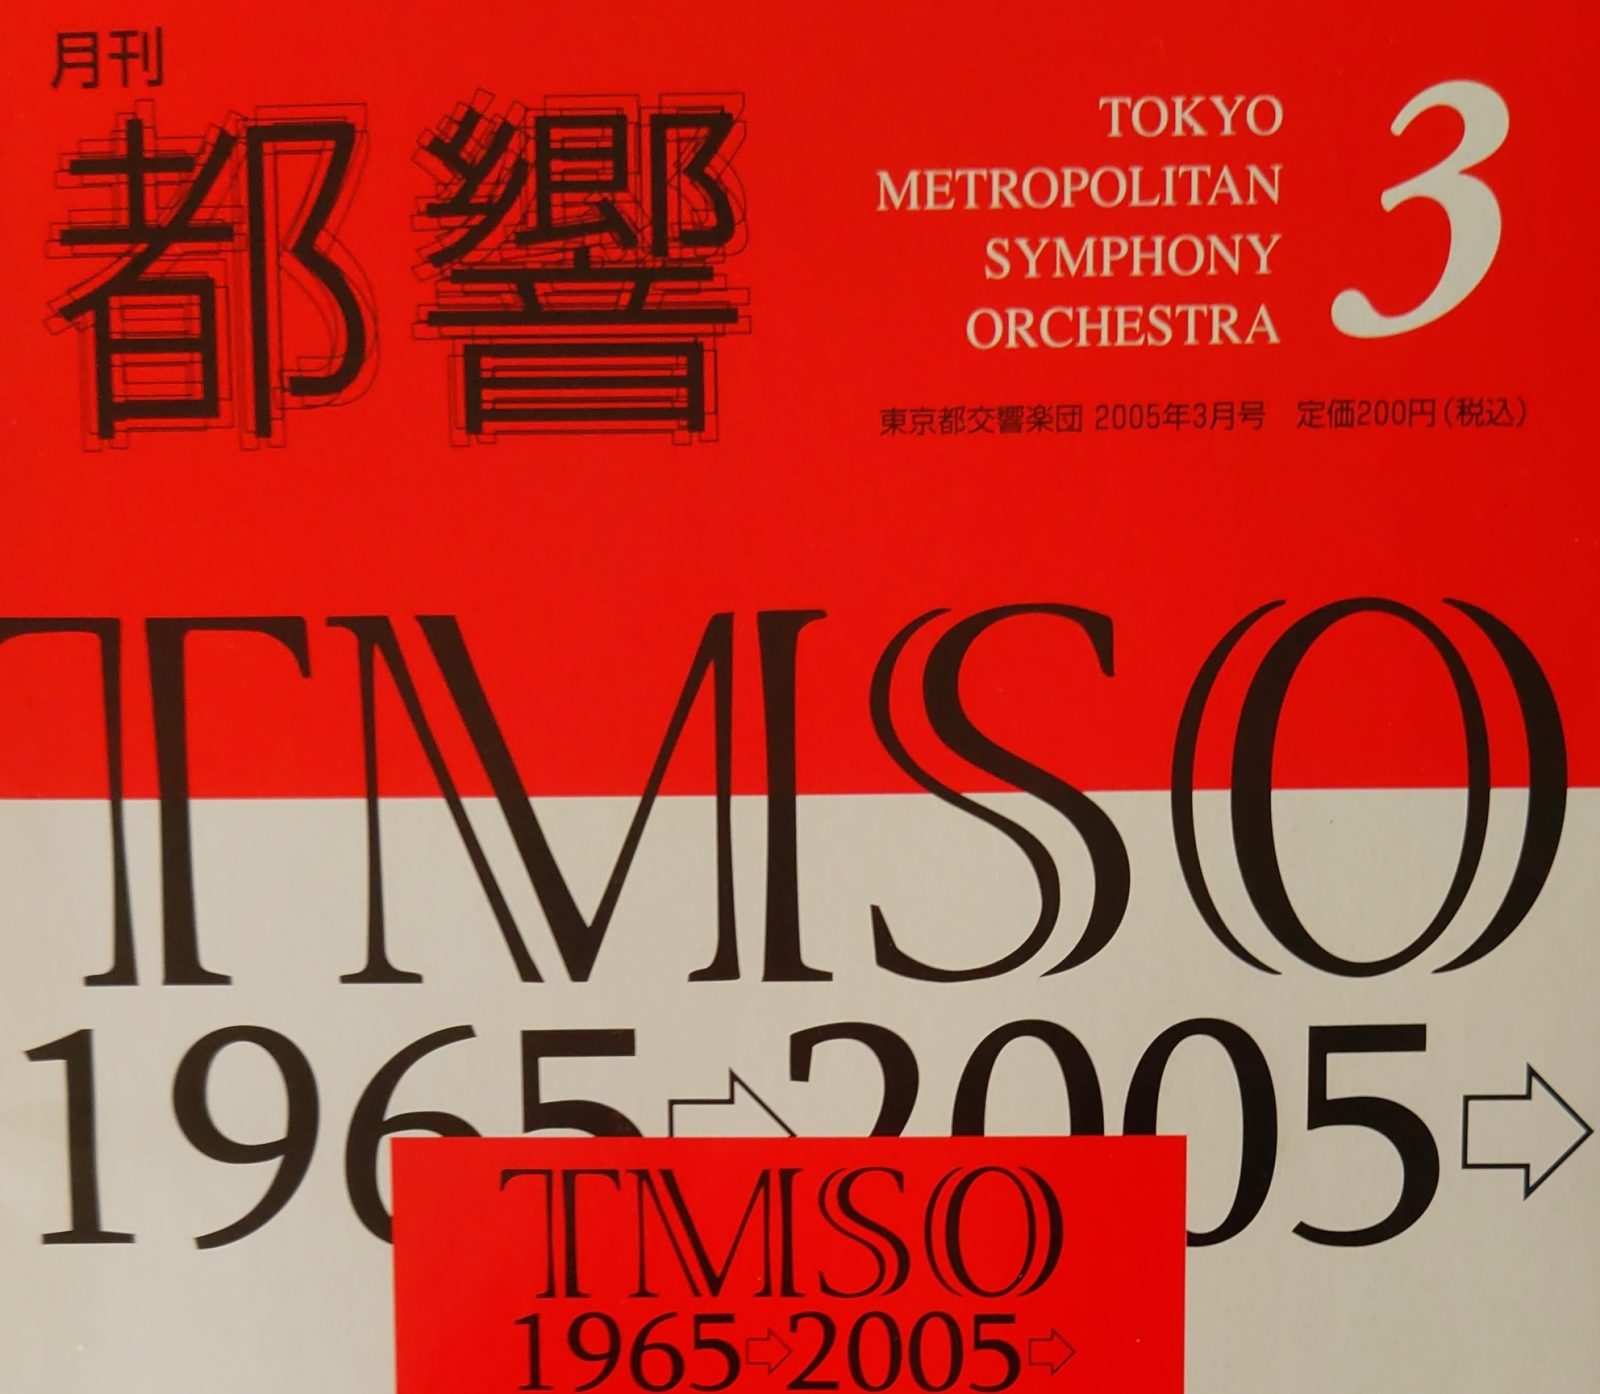 月刊
都響
TOKYO
METROPOLITAN
SYMPHONY
ORCHESTRA
3
東京都交響楽団 2005年3月号 定価200円(税込)
TMSO
1965⇨2005⇨
TMSO
1965⇨2005⇨